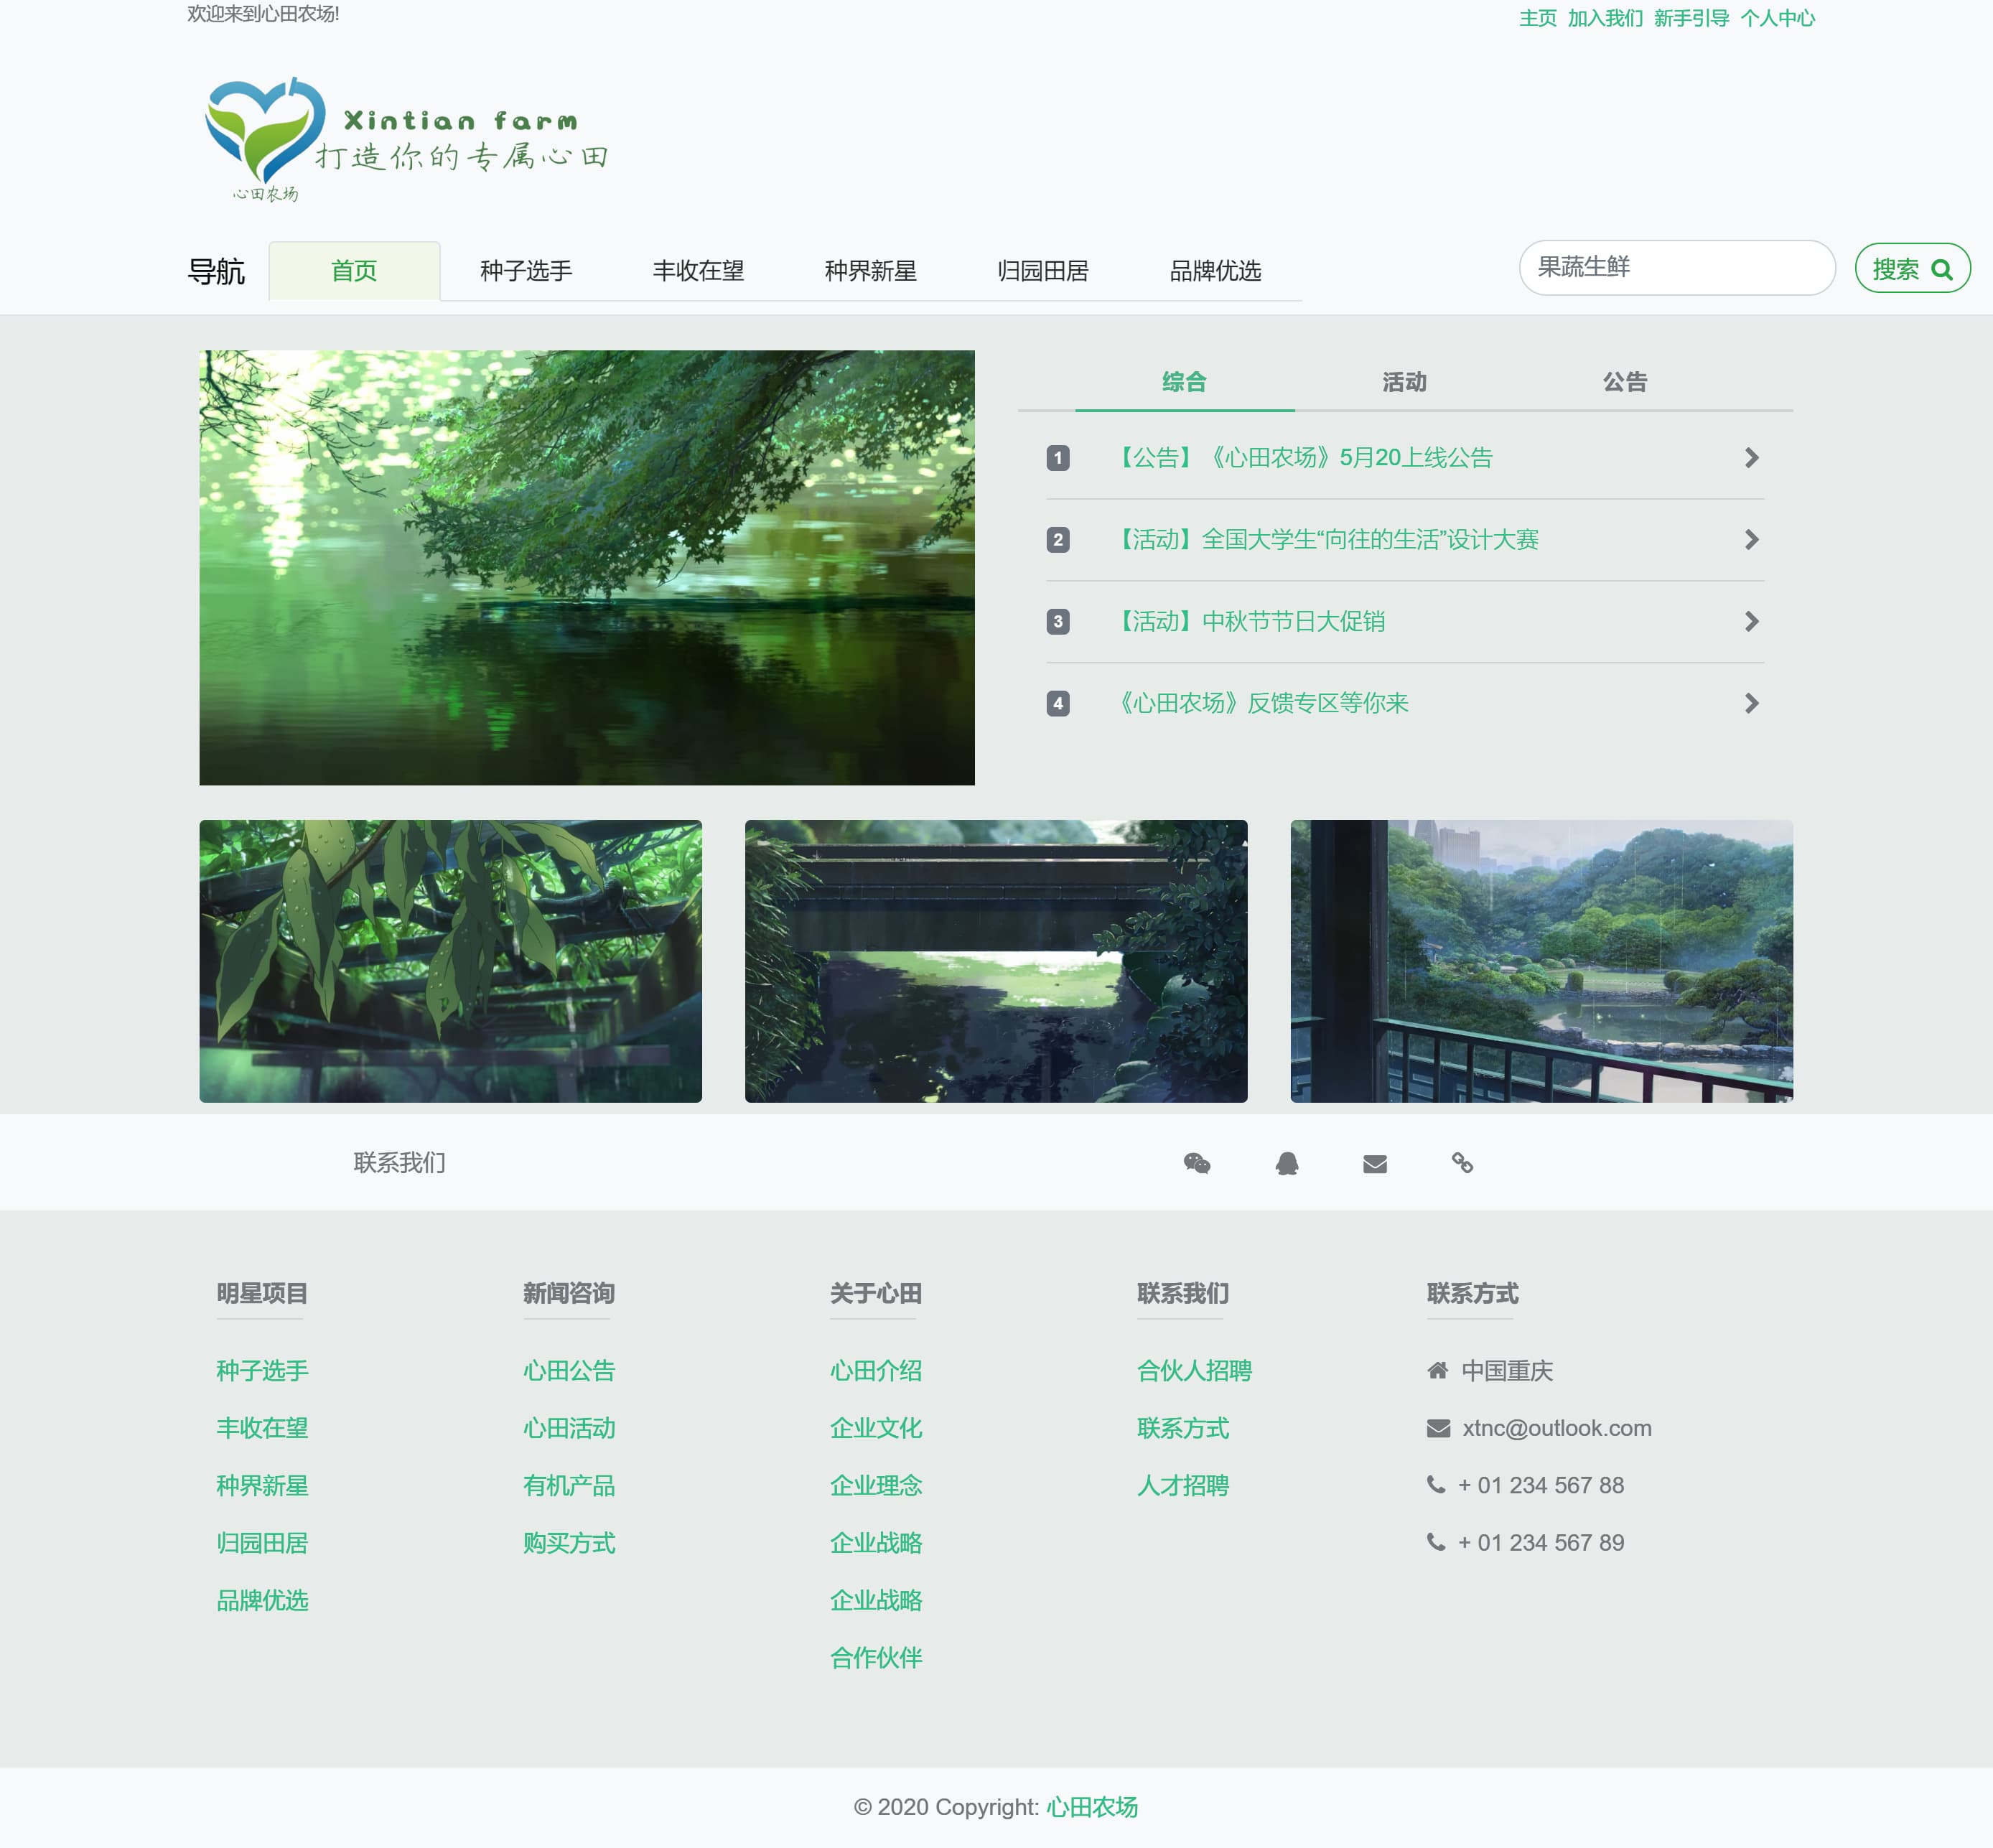 欢迎来到心田农场!
主页 加入我们 新手引导 个人中心
Xintian farm
打造你的专属心田
心田农场
导航 首页 种子选手 丰收在望 种界新星 归园田居 品牌优选 果蔬生鲜 搜索
综合 活动 公告
1 【公告】《心田农场》5月20上线公告
2 【活动】全国大学生“向往的生活”设计大赛
3 【活动】中秋节节日大促销
4 《心田农场》反馈专区等你来
联系我们
明星项目
种子选手
丰收在望
种界新星
归园田居
品牌优选
新闻咨询
心田公告
心田活动
有机产品
购买方式
关于心田
心田介绍
企业文化
企业理念
企业战略
企业战略
合作伙伴
联系我们
合伙人招聘
联系方式
人才招聘
联系方式
中国重庆
xtnc@outlook.com
+ 01 234 567 88
+ 01 234 567 89
© 2020 Copyright: 心田农场